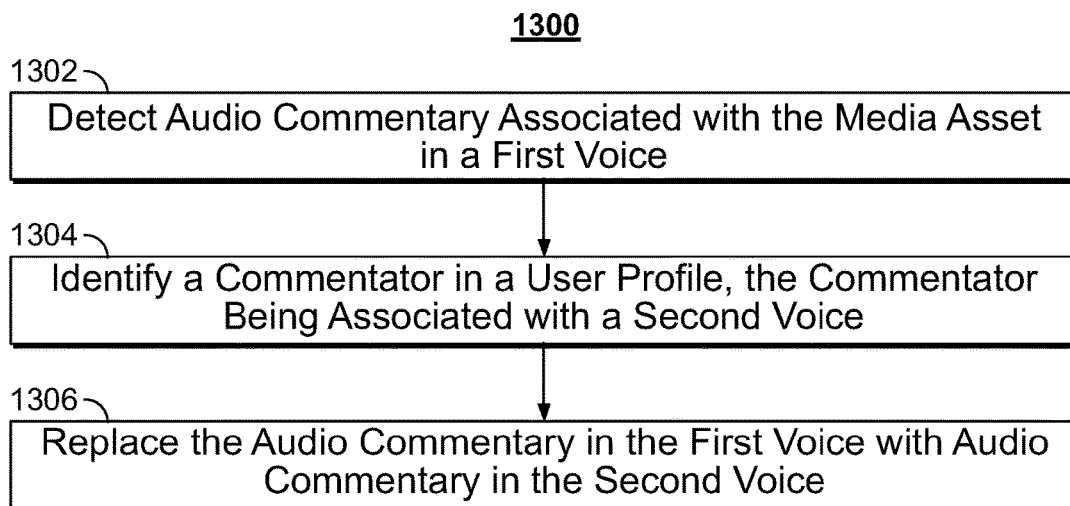 1300
1302
Detect Audio Commentary Associated with the Media Asset
in a First Voice
1304
Identify a Commentator in a User Profile, the Commentator
Being Associated with a Second Voice
1306
Replace the Audio Commentary in the First Voice with Audio
Commentary in the Second Voice